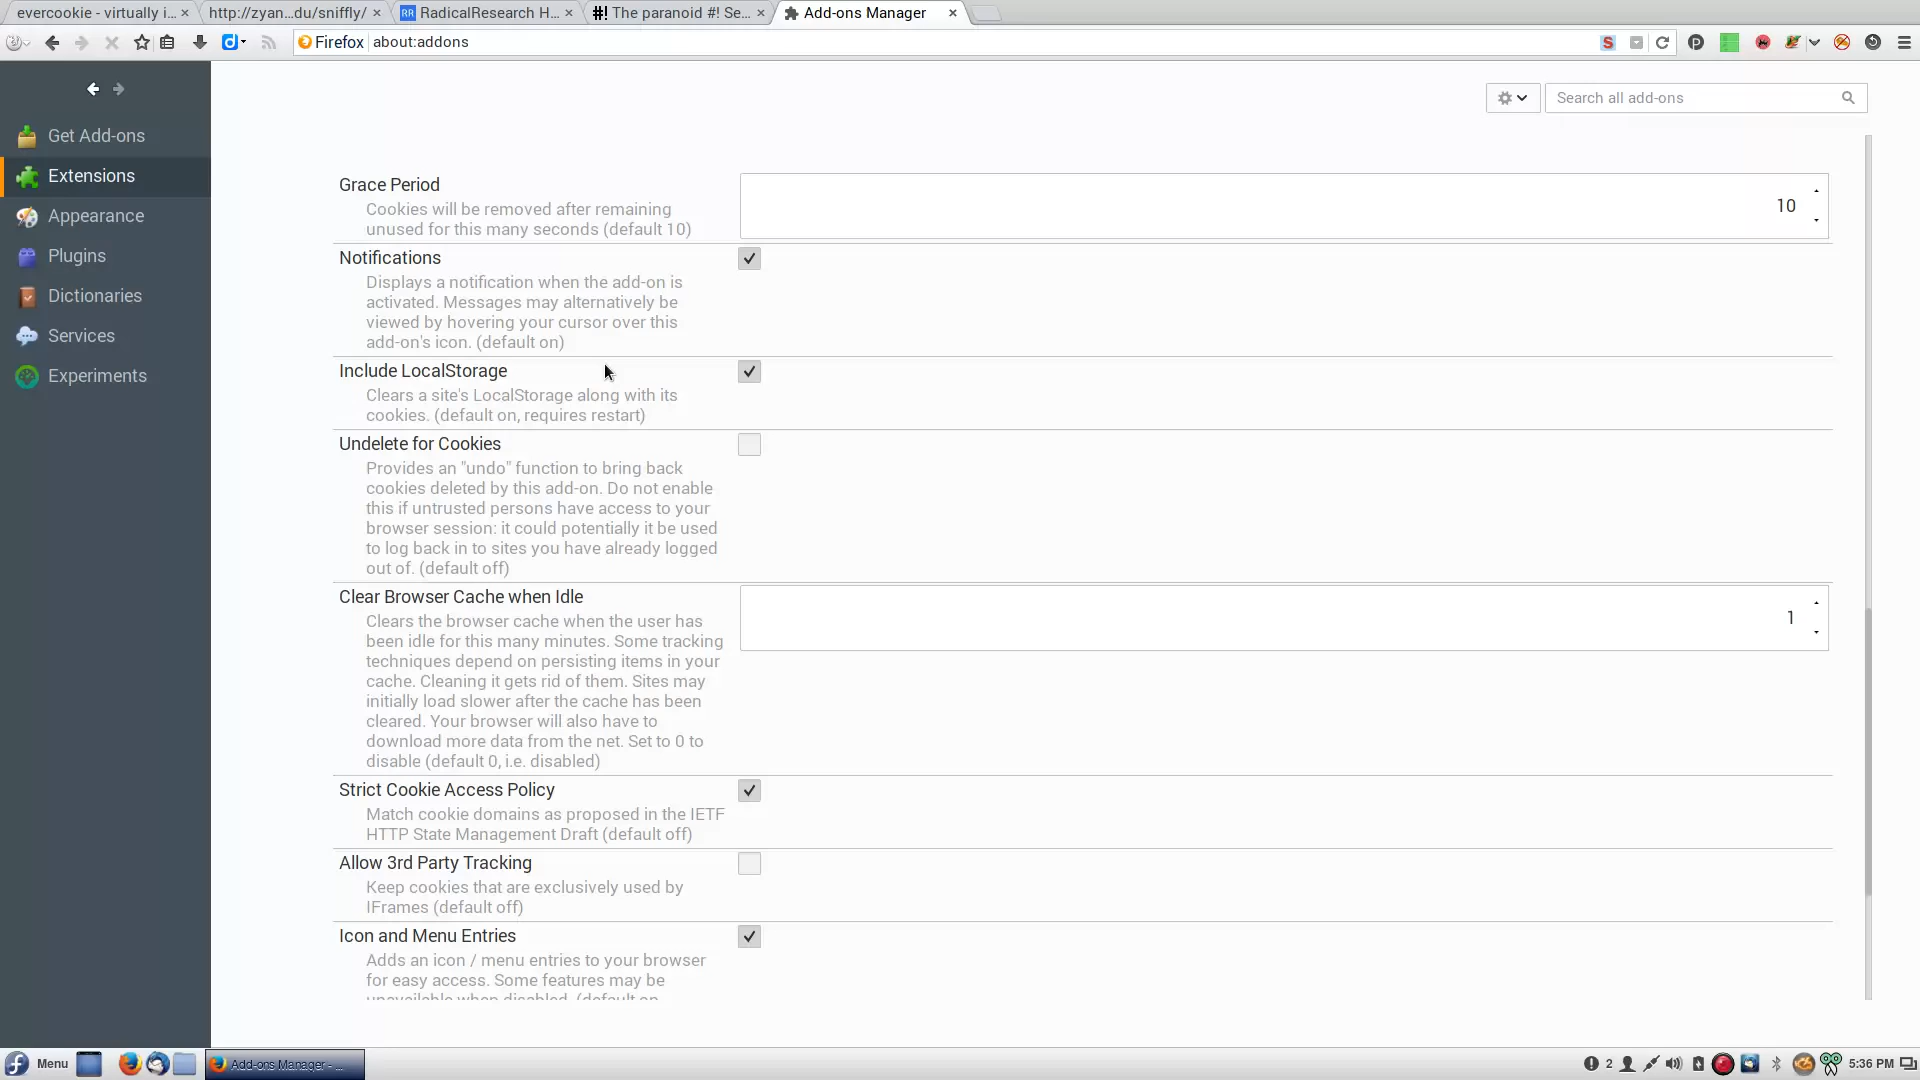 evercookie - virtually i...
http://zyan...du/sniffly/
RR RadicalResearch H...
#! The paranoid #! Se...
Add-ons Manager
Firefox about:addons
Search all add-ons
Get Add-ons
Extensions
Appearance
Plugins
Dictionaries
Services
Experiments
Grace Period
10
Cookies will be removed after remaining
unused for this many seconds (default 10)
Notifications
Displays a notification when the add-on is
activated. Messages may alternatively be
viewed by hovering your cursor over this
add-on's icon. (default on)
Include LocalStorage
Clears a site's LocalStorage along with its
cookies. (default on, requires restart)
Undelete for Cookies
Provides an "undo" function to bring back
cookies deleted by this add-on. Do not enable
this if untrusted persons have access to your
browser session: it could potentially it be used
to log back in to sites you have already logged
out of. (default off)
Clear Browser Cache when Idle
1
Clears the browser cache when the user has
been idle for this many minutes. Some tracking
techniques depend on persisting items in your
cache. Cleaning it gets rid of them. Sites may
initially load slower after the cache has been
cleared. Your browser will also have to
download more data from the net. Set to 0 to
disable (default 0, i.e. disabled)
Strict Cookie Access Policy
Match cookie domains as proposed in the IETF
HTTP State Management Draft (default off)
Allow 3rd Party Tracking
Keep cookies that are exclusively used by
IFrames (default off)
Icon and Menu Entries
Adds an icon / menu entries to your browser
for easy access. Some features may be
unavailable when disabled. (default on,
Menu
Add-ons Manager - ...
2
5:36 PM